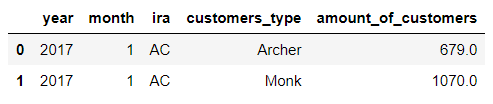 year month ira customers_type amount_of_customers
0 2017 1 AC Archer 679.0
1 2017 1 AC Monk 1070.0